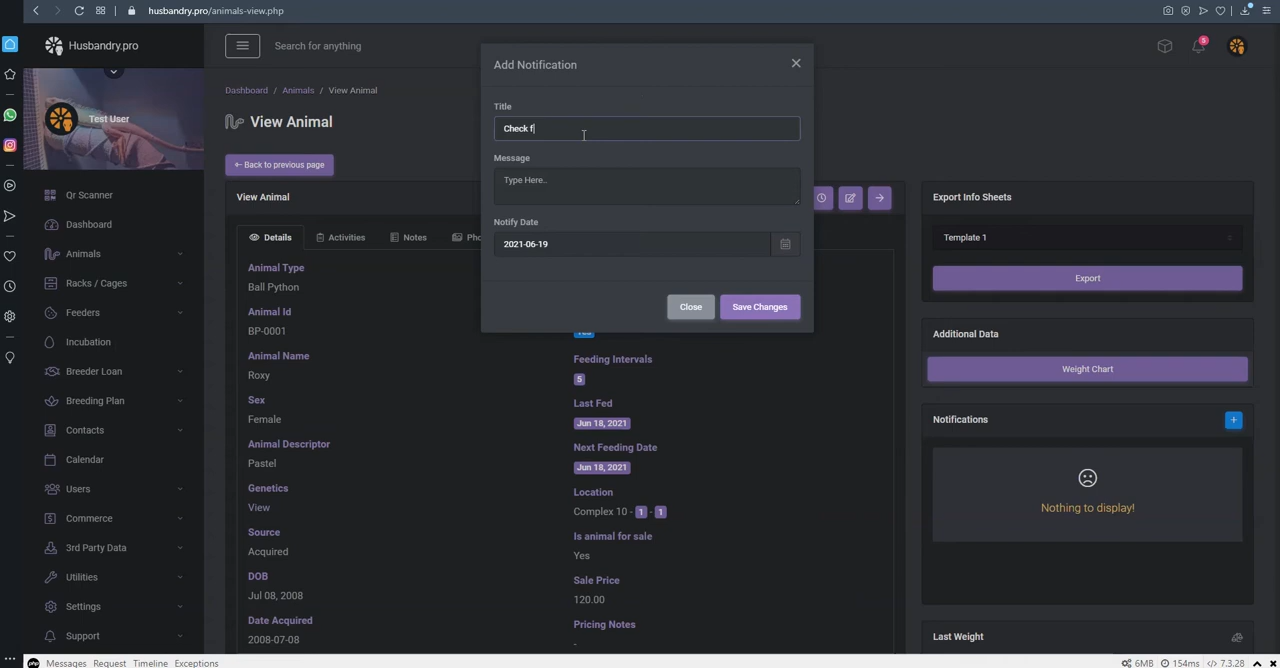 husbandry.pro/animals-view.php
Husbandry.pro
Search for anything
5
Test User
Qr Scanner
Dashboard
Animals
Racks / Cages
Feeders
Incubation
Breeder Loan
Breeding Plan
Contacts
Calendar
Users
Commerce
3rd Party Data
Utilities
Settings
Support
Dashboard / Animals / View Animal
View Animal
Back to previous page
View Animal
Details
Activities
Notes
Pho
Animal Type
Ball Python
Animal Id
BP-0001
Animal Name
Roxy
Sex
Female
Animal Descriptor
Pastel
Genetics
View
Source
Acquired
DOB
Jul 08, 2008
Date Acquired
2008-07-08
Yes
Feeding Intervals
5
Last Fed
Jun 18, 2021
Next Feeding Date
Jun 18, 2021
Location
Complex 10 - 1 - 1
Is animal for sale
Yes
Sale Price
120.00
Pricing Notes
-
Add Notification
Title
Check f
Message
Type Here..
Notify Date
2021-06-19
Close
Save Changes
Export Info Sheets
Template 1
Export
Additional Data
Weight Chart
Notifications
+
Nothing to display!
Last Weight
php Messages Request Timeline Exceptions
6MB 154ms 7.3.28